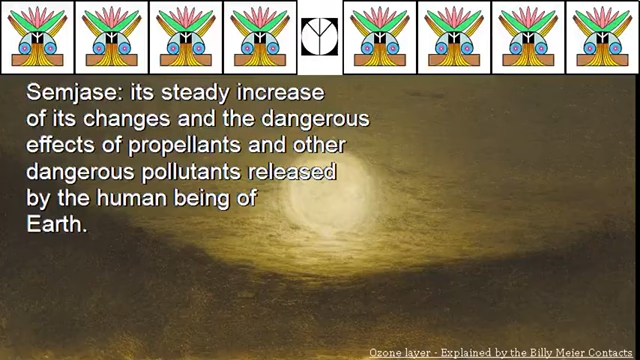 Semjase: its steady increase
of its changes and the dangerous
effects of propellants and other
dangerous pollutants released
by the human being of
Earth.
Ozone layer - Explained by the Billy Meier Contacts